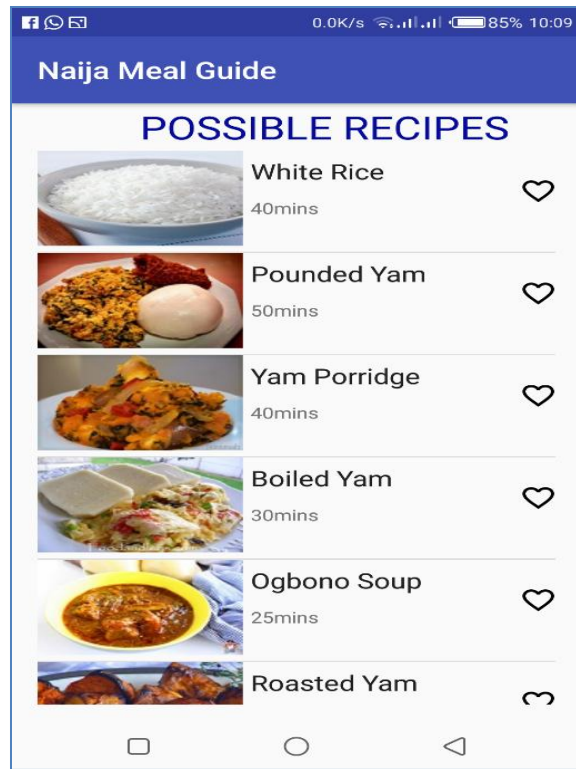 0.0K/s 85% 10:09
Naija Meal Guide
POSSIBLE RECIPES
White Rice
40mins
Pounded Yam
50mins
Yam Porridge
40mins
Boiled Yam
30mins
Ogbono Soup
25mins
Roasted Yam